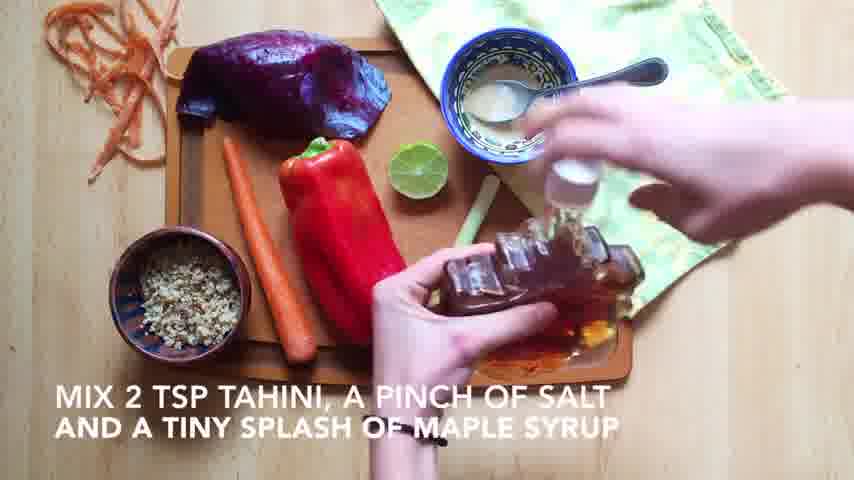 MIX 2 TSP TAHINI, A PINCH OF SALT
AND A TINY SPLASH OF MAPLE SYRUP